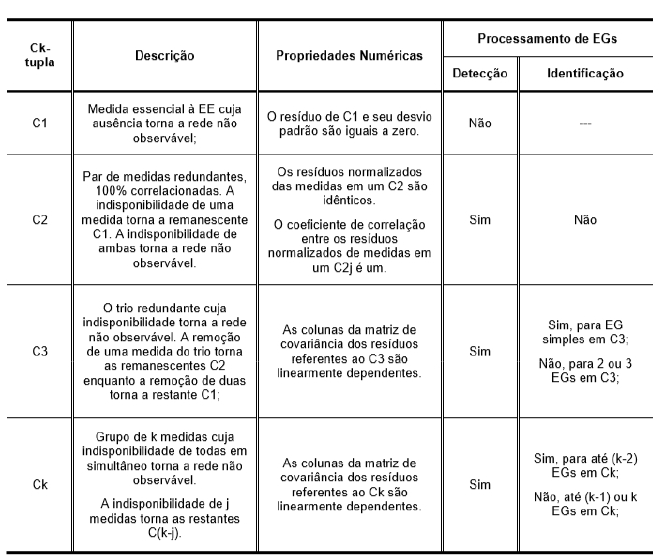 Ck-
tupla
Descrição
Propriedades Numéricas
Processamento de EGs
Detecção
Identificação
C1
Medida essencial à EE cuja
ausência torna a rede não
observável;
O resíduo de C1 e seu desvio
padrão são iguais a zero.
Não
---
C2
Par de medidas redundantes,
100% correlacionadas. A
indisponibilidade de uma
medida torna a remanescente
C1. A indisponibilidade de
ambas torna a rede não
observável.
Os resíduos normalizados
das medidas em um C2 são
idênticos.
O coeficiente de correlação
entre os resíduos
normalizados de medidas em
um C2j é um.
Sim
Não
C3
O trio redundante cuja
indisponibilidade torna a rede
não observável. A remoção
de uma medida do trio torna
as remanescentes C2
enquanto a remoção de duas
torna a restante C1;
As colunas da matriz de
covariância dos resíduos
referentes ao C3 são
linearmente dependentes.
Sim
Sim, para EG
simples em C3;
Não, para 2 ou 3
EGs em C3;
Ck
Grupo de k medidas cuja
indisponibilidade de todas em
simultâneo torna a rede não
observável.
A indisponibilidade de j
medidas torna as restantes
C(k-j).
As colunas da matriz de
covariância dos resíduos
referentes ao Ck são
linearmente dependentes.
Sim
Sim, para até (k-2)
EGs em Ck;
Não, até (k-1) ou k
EGs em Ck;